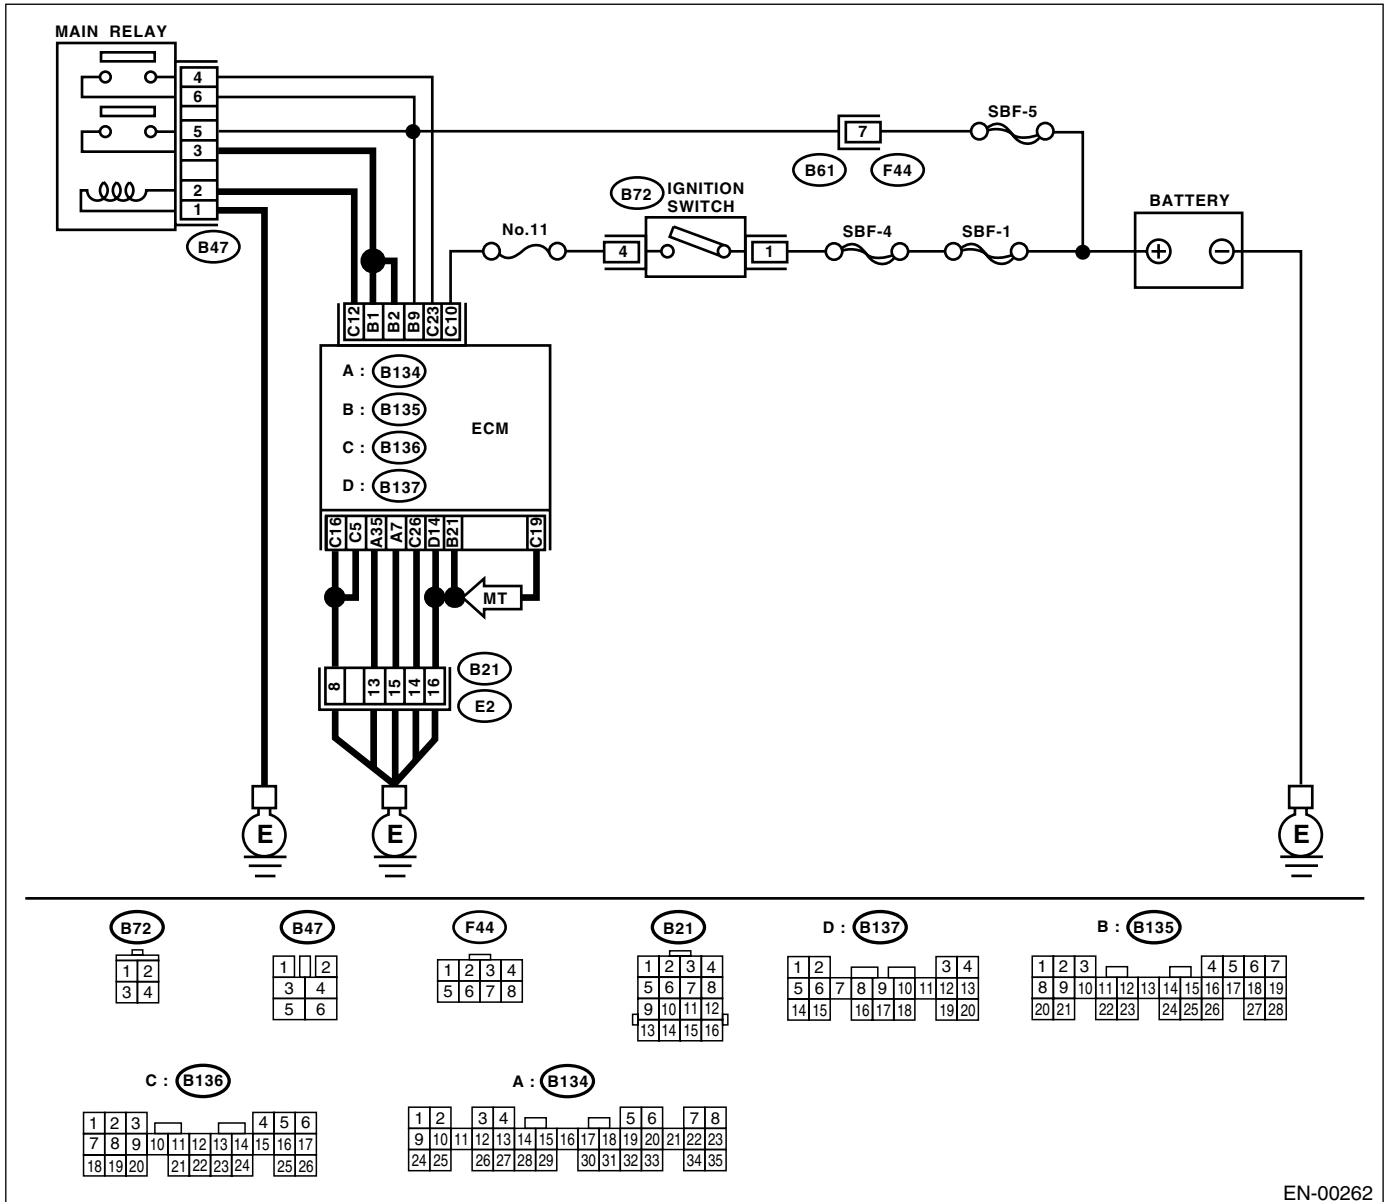 MAIN RELAY
4
6
5
3
2
1
B47
SBF-5
7
B61
F44
B72
IGNITION
SWITCH
BATTERY
No.11
4
1
SBF-4
SBF-1
+
−
C12
B1
B2
B9
C23
C10
A : B134
B : B135
C : B136
D : B137
ECM
C16
C5
A35
A7
C26
D14
B21
C19
MT
8
13
15
14
16
B21
E2
E
E
E
B72
1 2
3 4
B47
1 2
3 4
5 6
F44
1 2 3 4
5 6 7 8
B21
1 2 3 4
5 6 7 8
9 10 11 12
13 14 15 16
D : B137
1 2 3 4
5 6 7 8 9 10 11 12 13
14 15 16 17 18 19 20
B : B135
1 2 3 4 5 6 7
8 9 10 11 12 13 14 15 16 17 18 19
20 21 22 23 24 25 26 27 28
C : B136
1 2 3 4 5 6
7 8 9 10 11 12 13 14 15 16 17
18 19 20 21 22 23 24 25 26
A : B134
1 2 3 4 5 6 7 8
9 10 11 12 13 14 15 16 17 18 19 20 21 22 23
24 25 26 27 28 29 30 31 32 33 34 35
EN-00262